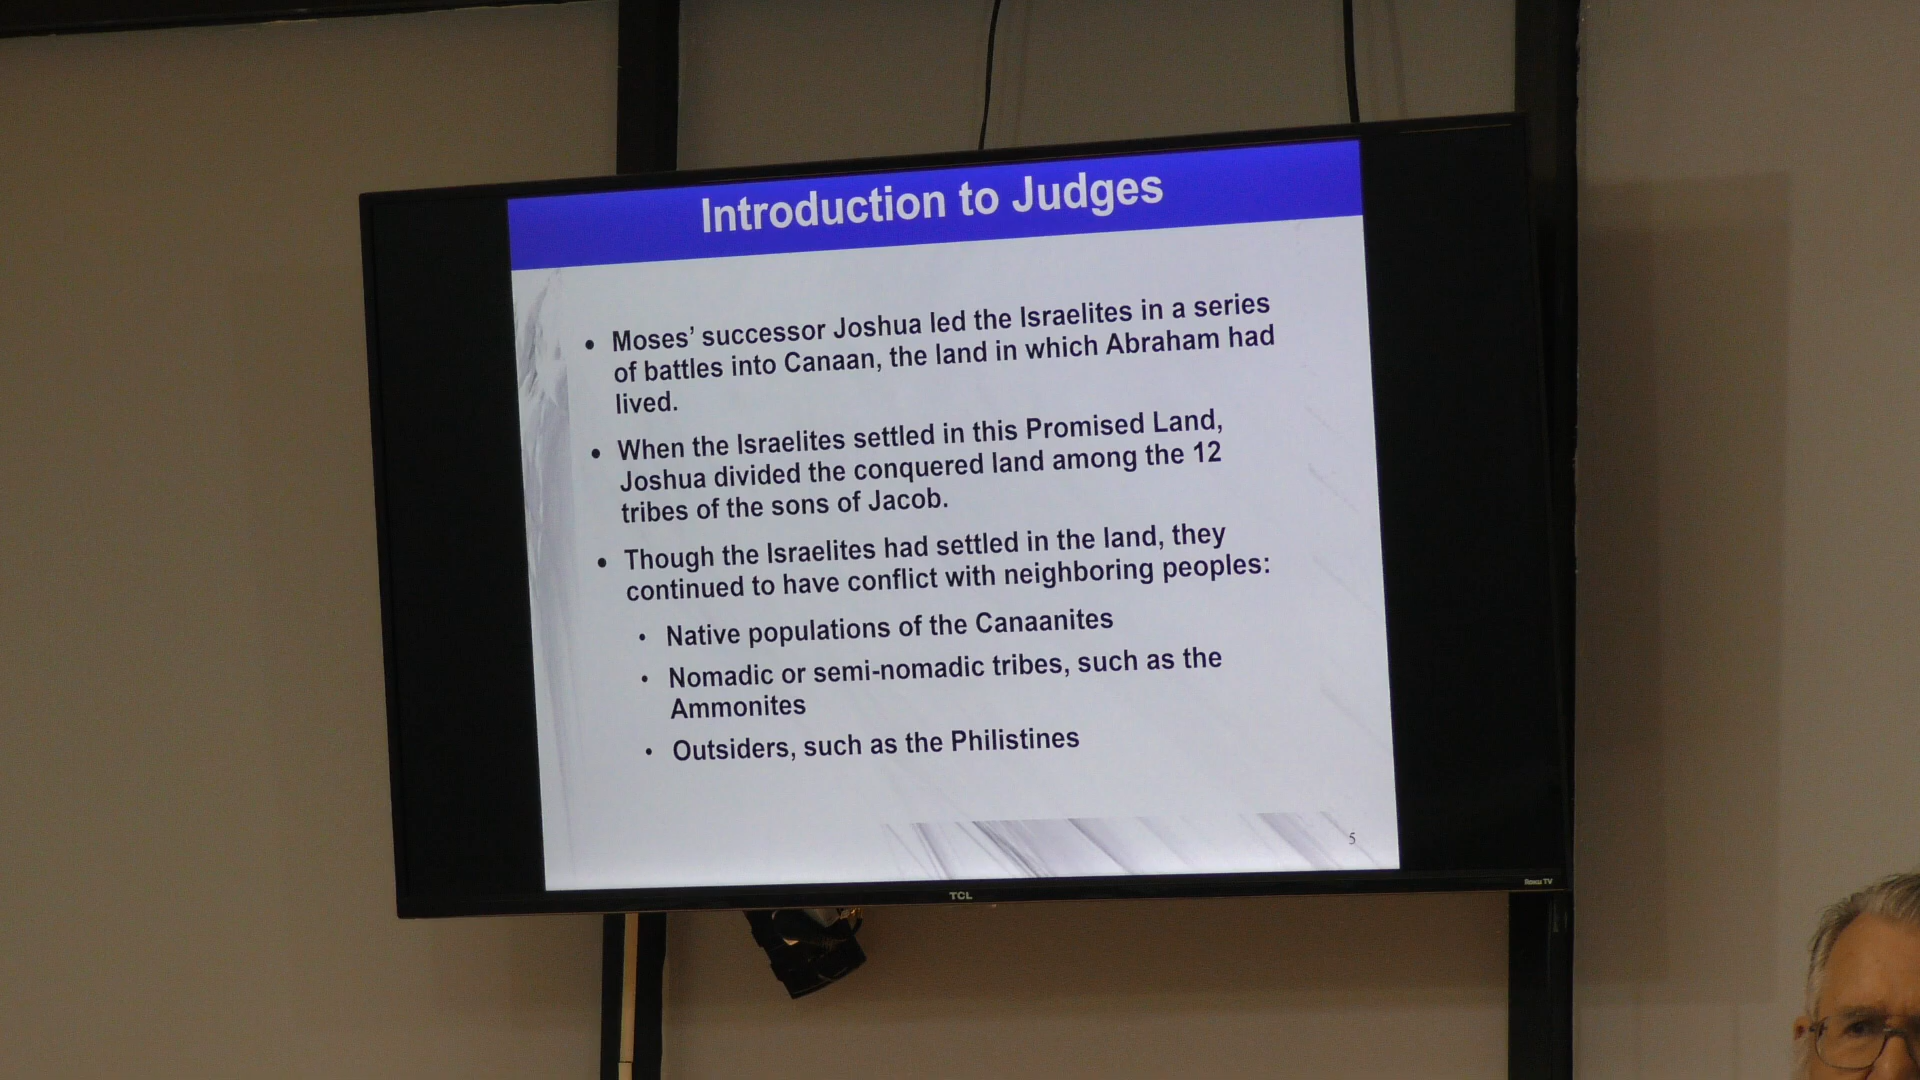 Introduction to Judges
• Moses’ successor Joshua led the Israelites in a series
of battles into Canaan, the land in which Abraham had
lived.
• When the Israelites settled in this Promised Land,
Joshua divided the conquered land among the 12
tribes of the sons of Jacob.
• Though the Israelites had settled in the land, they
continued to have conflict with neighboring peoples:
• Native populations of the Canaanites
• Nomadic or semi-nomadic tribes, such as the
Ammonites
• Outsiders, such as the Philistines
5
TCL
Roku TV